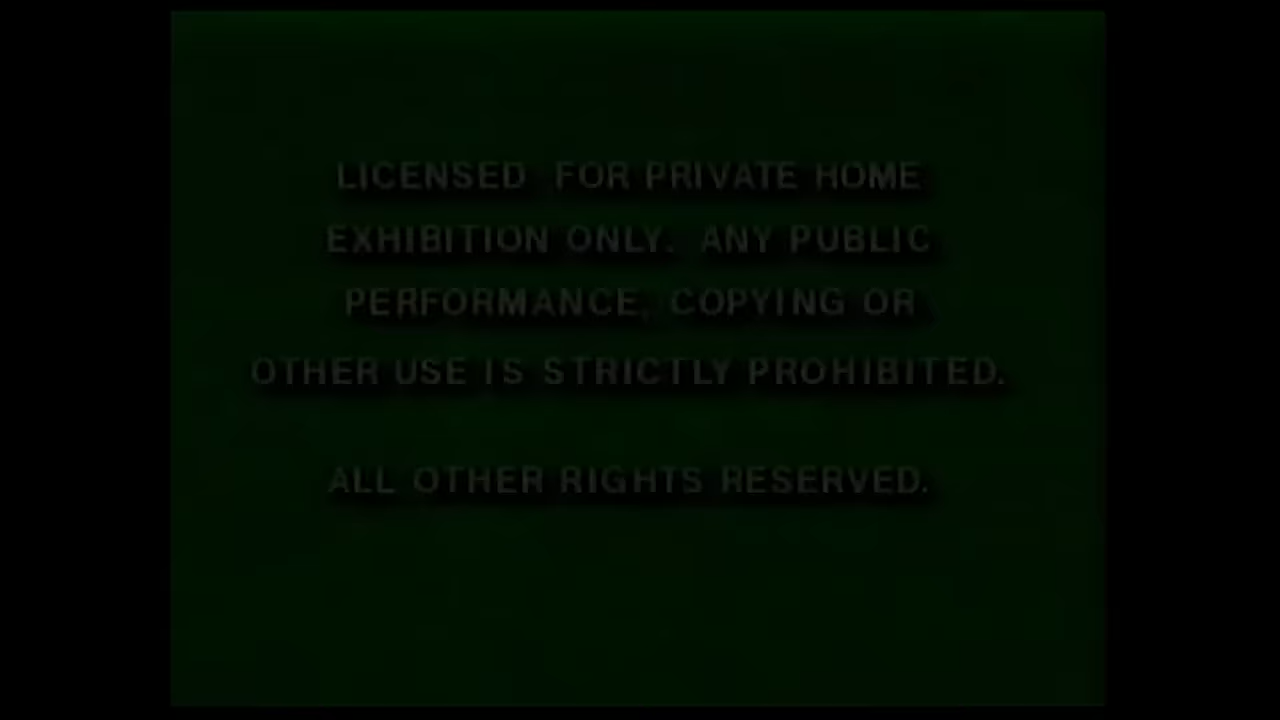 LICENSED FOR PRIVATE HOME
EXHIBITION ONLY. ANY PUBLIC
PERFORMANCE, COPYING OR
OTHER USE IS STRICTLY PROHIBITED.
ALL OTHER RIGHTS RESERVED.